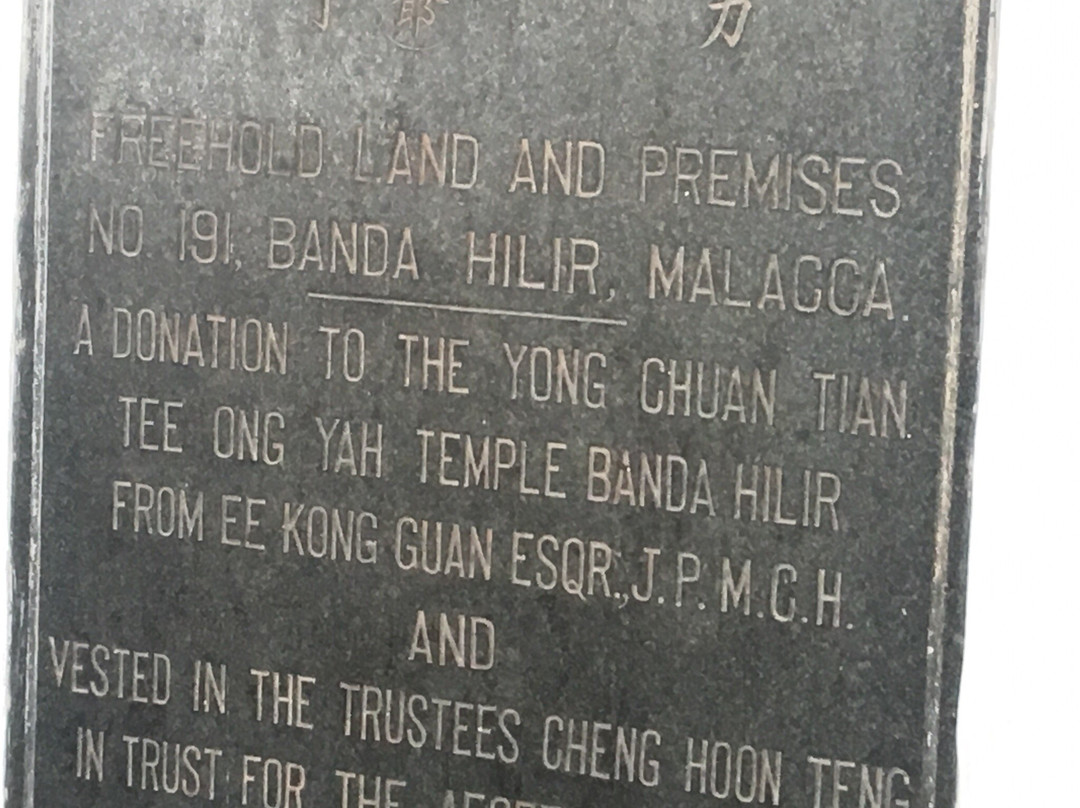 爺 力
FREEHOLD LAND AND PREMISES
NO. 191, BANDA HILIR, MALACCA.
A DONATION TO THE YONG CHUAN TIAN.
TEE ONG YAH TEMPLE BANDA HILIR
FROM EE KONG GUAN ESQR., J.P. M.C.H.
AND
VESTED IN THE TRUSTEES CHENG HOON TENG
IN TRUST FOR THE